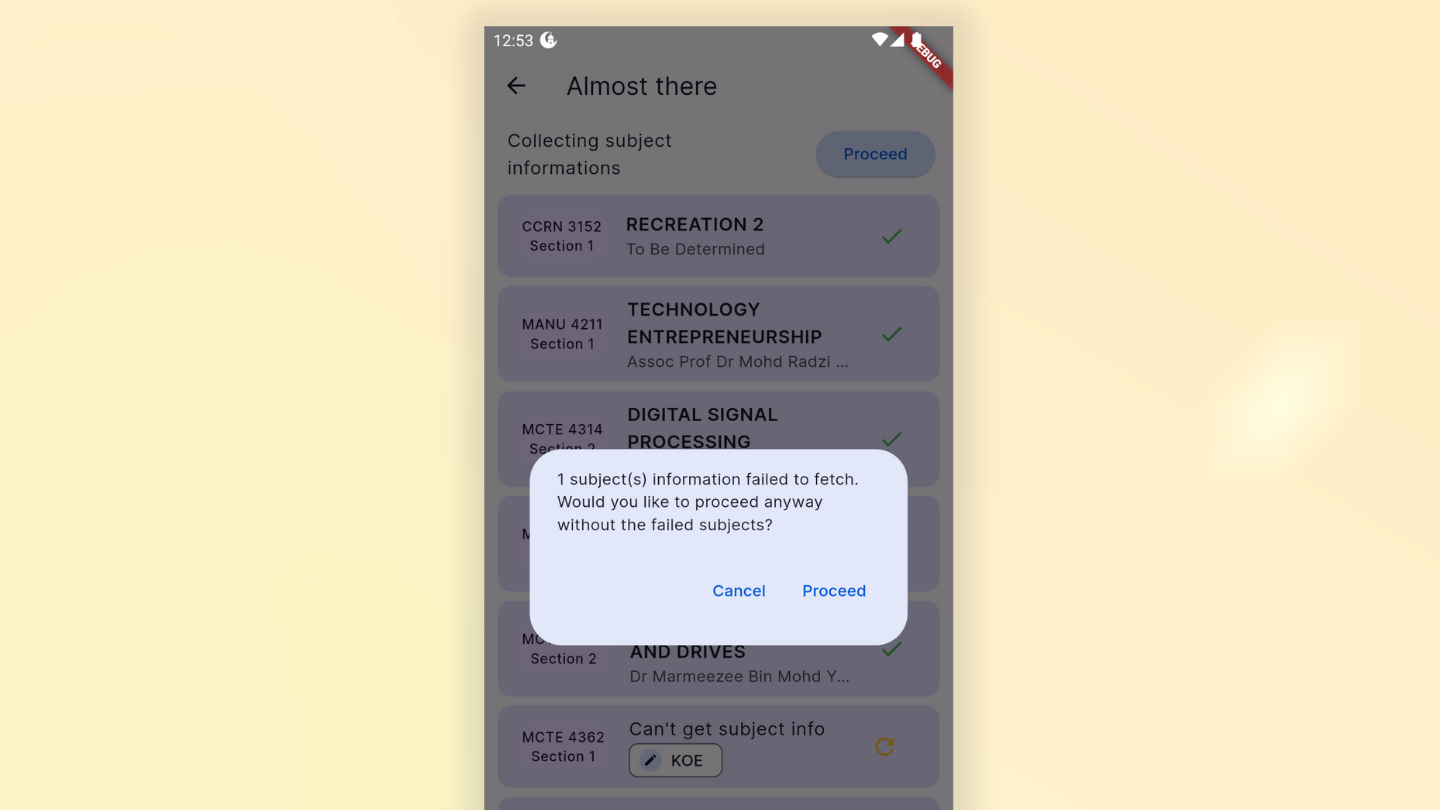 12:53
DEBUG
Almost there
Collecting subject
informations
Proceed
CCRN 3152
Section 1
RECREATION 2
To Be Determined
MANU 4211
Section 1
TECHNOLOGY
ENTREPRENEURSHIP
Assoc Prof Dr Mohd Radzi ...
MCTE 4314
Section 2
DIGITAL SIGNAL
PROCESSING
1 subject(s) information failed to fetch.
Would you like to proceed anyway
without the failed subjects?
Cancel
Proceed
Section 2
AND DRIVES
Dr Marmeezee Bin Mohd Y...
MCTE 4362
Section 1
Can't get subject info
KOE